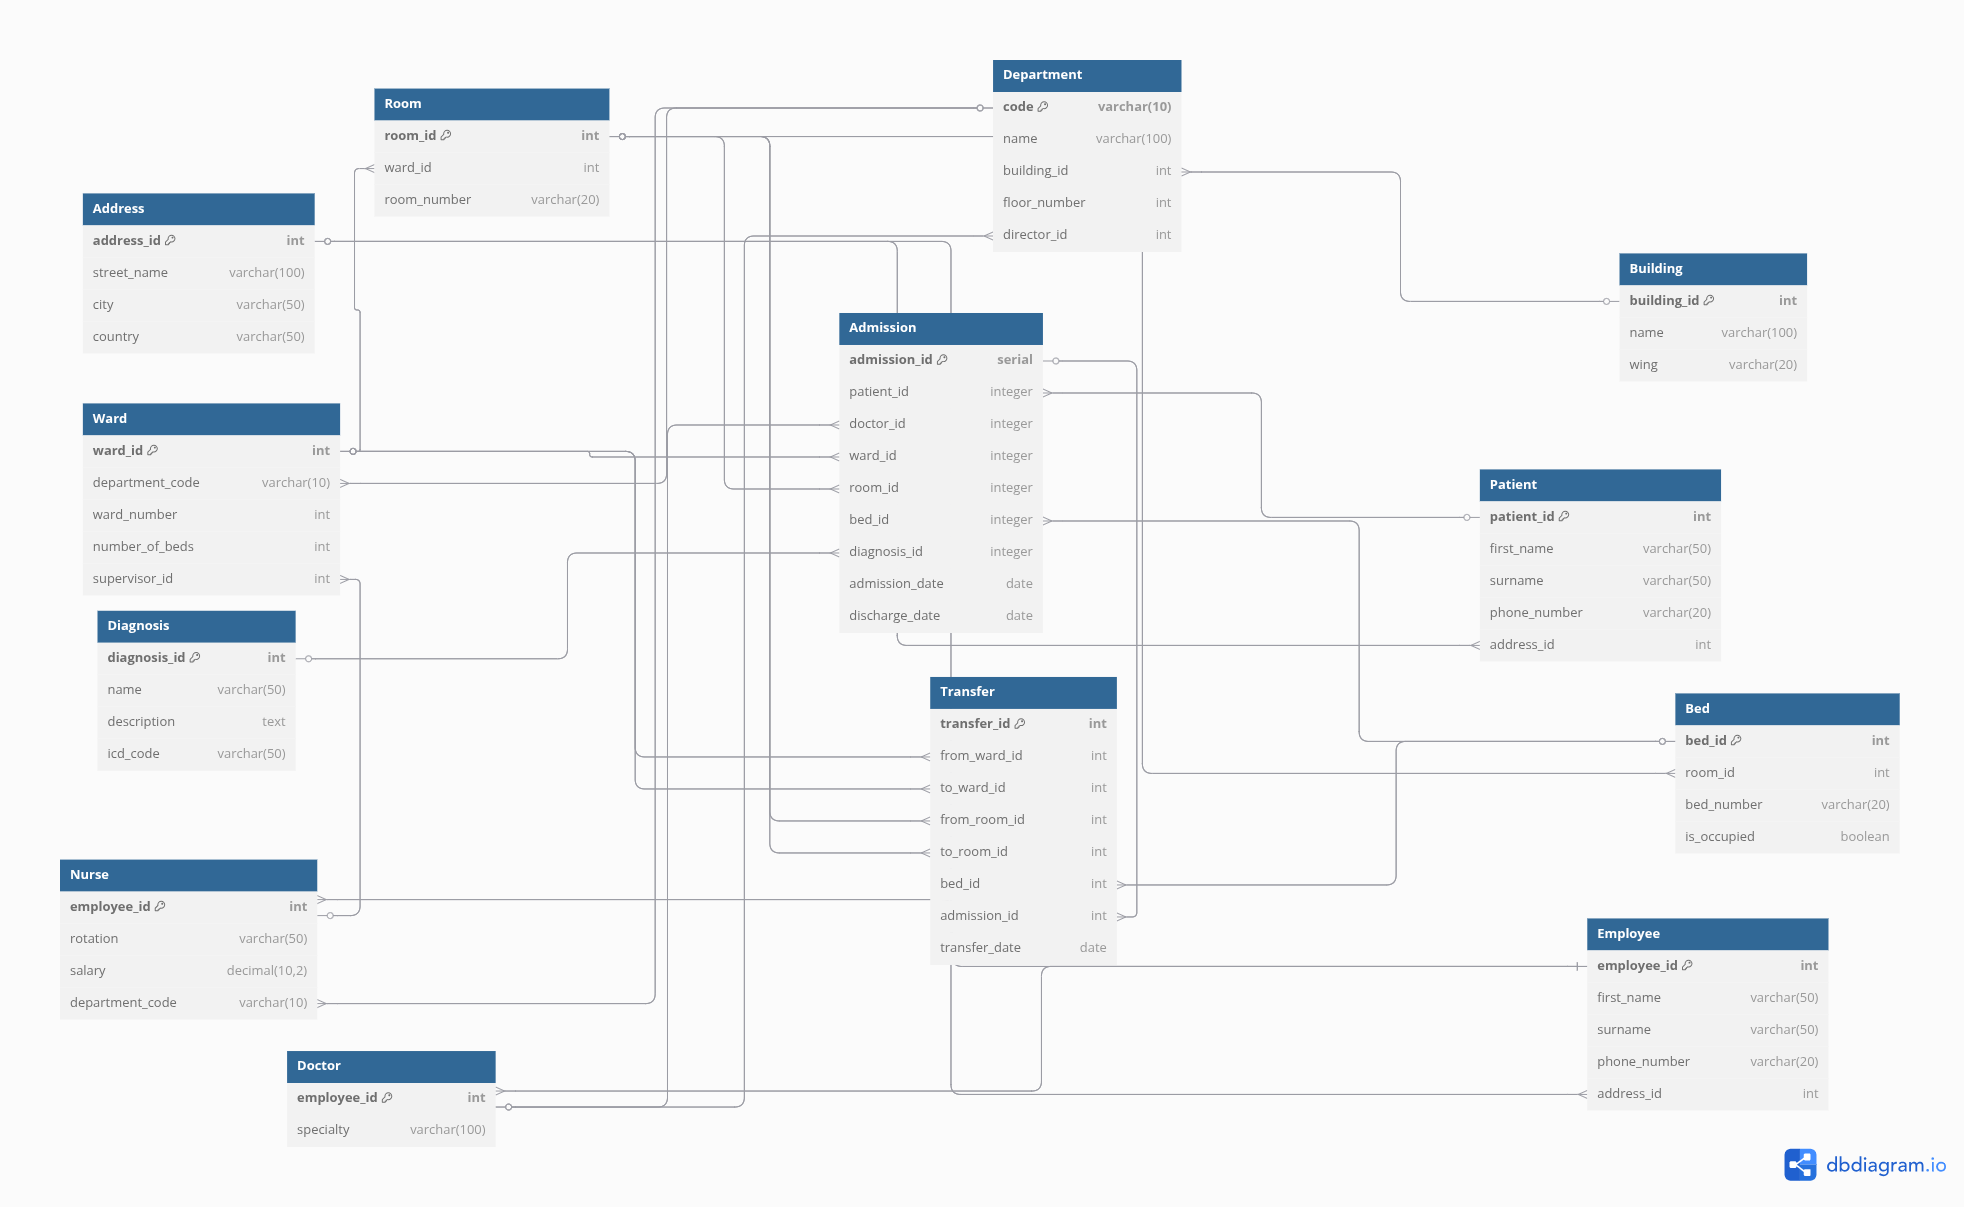 Department
code varchar(10)
name varchar(100)
building_id int
floor_number int
director_id int
Room
room_id int
ward_id int
room_number varchar(20)
Address
address_id int
street_name varchar(100)
city varchar(50)
country varchar(50)
Building
building_id int
name varchar(100)
wing varchar(20)
Admission
admission_id serial
patient_id integer
doctor_id integer
ward_id integer
room_id integer
bed_id integer
diagnosis_id integer
admission_date date
discharge_date date
Ward
ward_id int
department_code varchar(10)
ward_number int
number_of_beds int
supervisor_id int
Patient
patient_id int
first_name varchar(50)
surname varchar(50)
phone_number varchar(20)
address_id int
Diagnosis
diagnosis_id int
name varchar(50)
description text
icd_code varchar(50)
Transfer
transfer_id int
from_ward_id int
to_ward_id int
from_room_id int
to_room_id int
bed_id int
admission_id int
transfer_date date
Bed
bed_id int
room_id int
bed_number varchar(20)
is_occupied boolean
Nurse
employee_id int
rotation varchar(50)
salary decimal(10,2)
department_code varchar(10)
Employee
employee_id int
first_name varchar(50)
surname varchar(50)
phone_number varchar(20)
address_id int
Doctor
employee_id int
specialty varchar(100)
dbdiagram.io